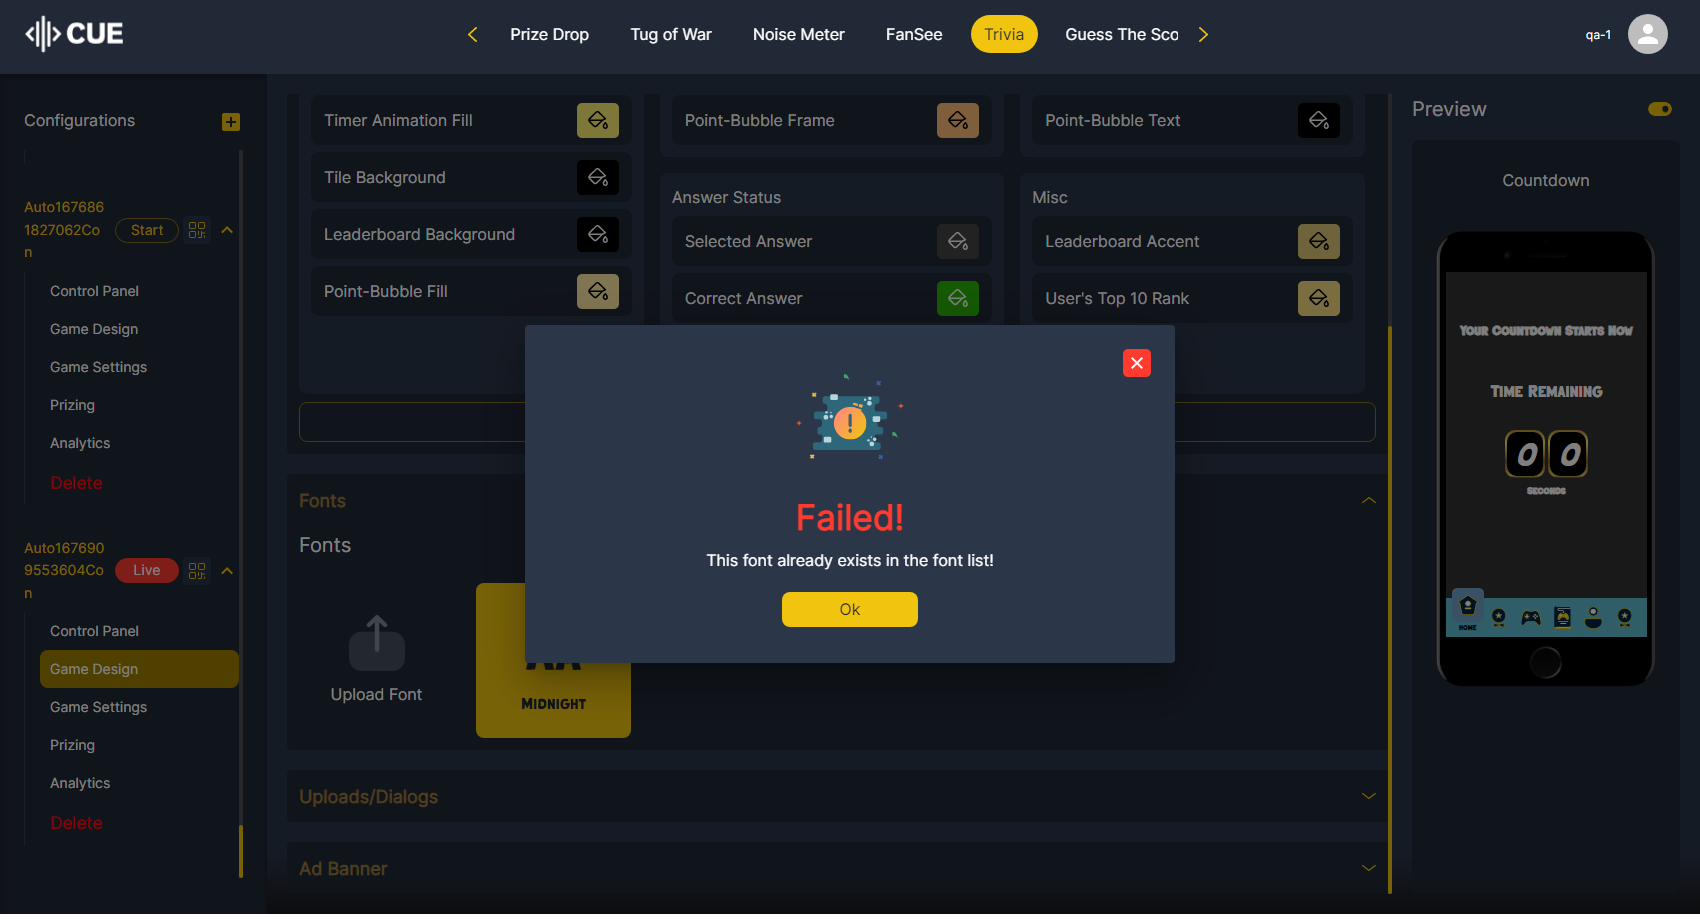 CUE
Prize Drop
Tug of War
Noise Meter
FanSee
Trivia
Guess The Sco
qa-1
Configurations
Auto167686
1827062Co
n
Start
Control Panel
Game Design
Game Settings
Prizing
Analytics
Delete
Auto167690
9553604Co
n
Live
Control Panel
Game Design
Game Settings
Prizing
Analytics
Delete
Timer Animation Fill
Tile Background
Leaderboard Background
Point-Bubble Fill
Point-Bubble Frame
Answer Status
Selected Answer
Correct Answer
Point-Bubble Text
Misc
Leaderboard Accent
User's Top 10 Rank
Failed!
This font already exists in the font list!
Ok
Fonts
Fonts
Upload Font
Midnight
Uploads/Dialogs
Ad Banner
Preview
Countdown
Your Countdown Starts Now
Time Remaining
0 0
Seconds
Home